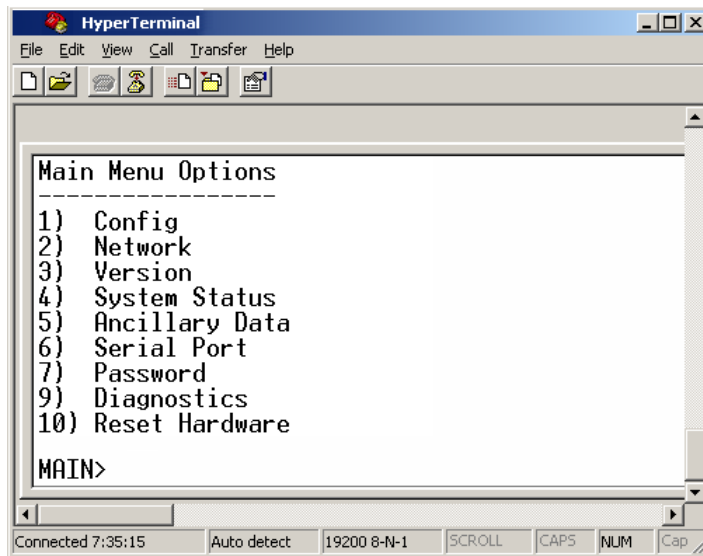 HyperTerminal
File Edit View Call Transfer Help
Main Menu Options
-----------------
1) Config
2) Network
3) Version
4) System Status
5) Ancillary Data
6) Serial Port
7) Password
9) Diagnostics
10) Reset Hardware
MAIN>
Connected 7:35:15 Auto detect 19200 8-N-1 SCROLL CAPS NUM Cap